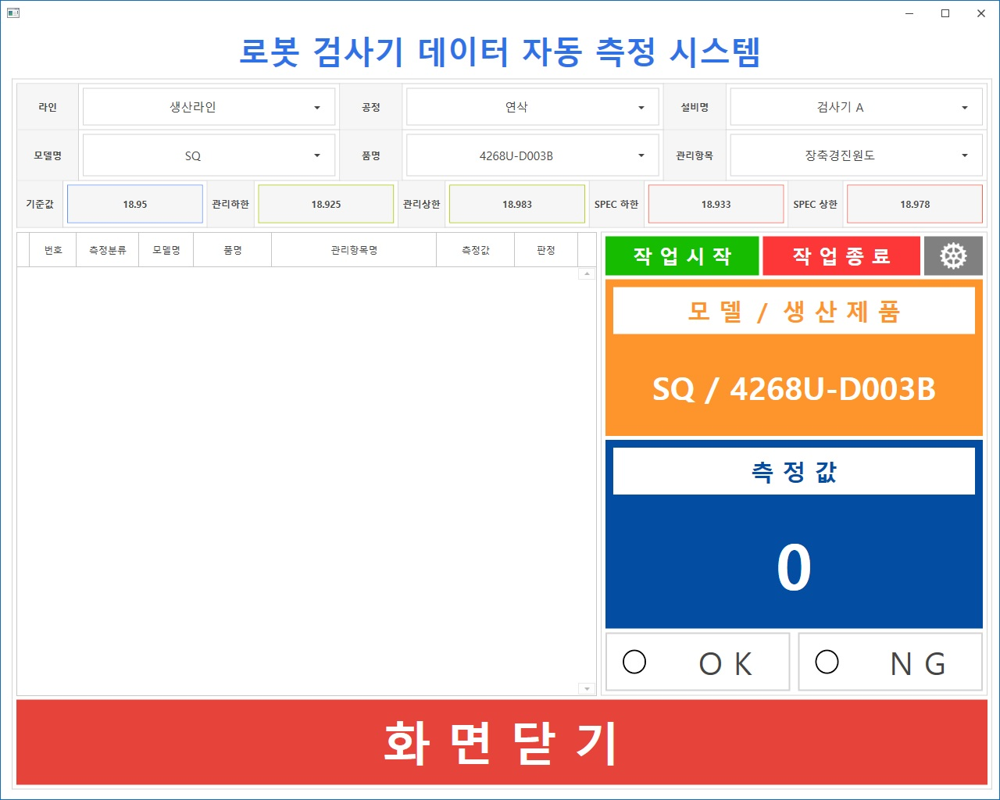 로봇 검사기 데이터 자동 측정 시스템
라인 생산라인 공정 연삭 설비명 검사기 A
모델명 SQ 품명 4268U-D003B 관리항목 장축경진원도
기준값 18.95 관리하한 18.925 관리상한 18.983 SPEC 하한 18.933 SPEC 상한 18.978
번호 측정분류 모델명 품명 관리항목명 측정값 판정
작 업 시 작 작 업 종 료
모 델 / 생 산 제 품
SQ / 4268U-D003B
측 정 값
0
O K N G
화 면 닫 기